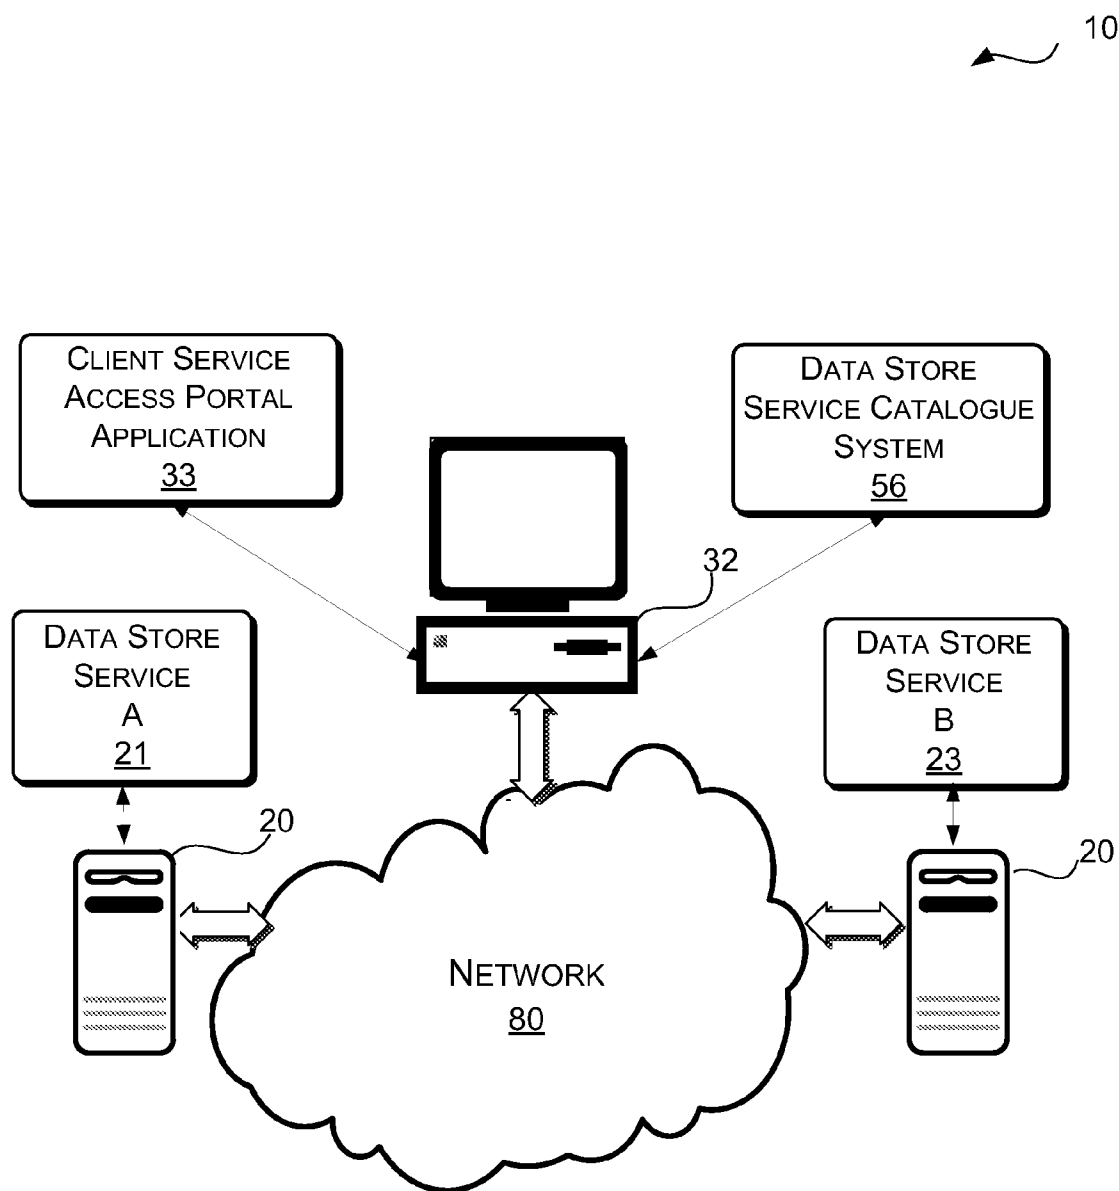 10
CLIENT SERVICE
ACCESS PORTAL
APPLICATION
33
DATA STORE
SERVICE CATALOGUE
SYSTEM
56
32
DATA STORE
SERVICE
A
21
DATA STORE
SERVICE
B
23
20
20
NETWORK
80